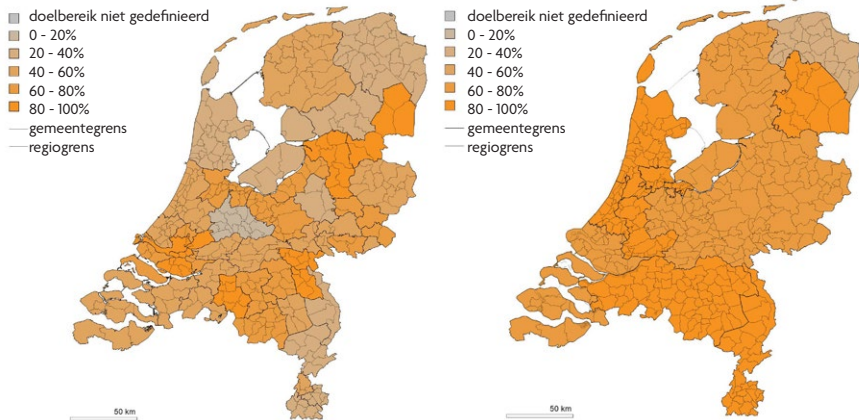 doelbereik niet gedefinieerd
0 - 20%
20 - 40%
40 - 60%
60 - 80%
80 - 100%
gemeentegrens
regiogrens
50 km
doelbereik niet gedefinieerd
0 - 20%
20 - 40%
40 - 60%
60 - 80%
80 - 100%
gemeentegrens
regiogrens
50 km